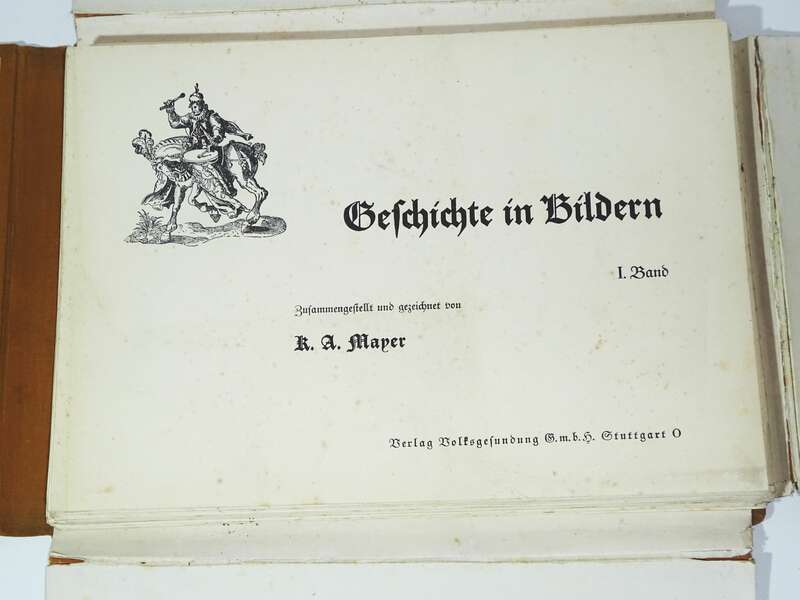 Geschichte in Bildern
I. Band
Zusammengestellt und gezeichnet von
K. A. Mayer
Verlag Volksgesundung G.m.b.H. Stuttgart O